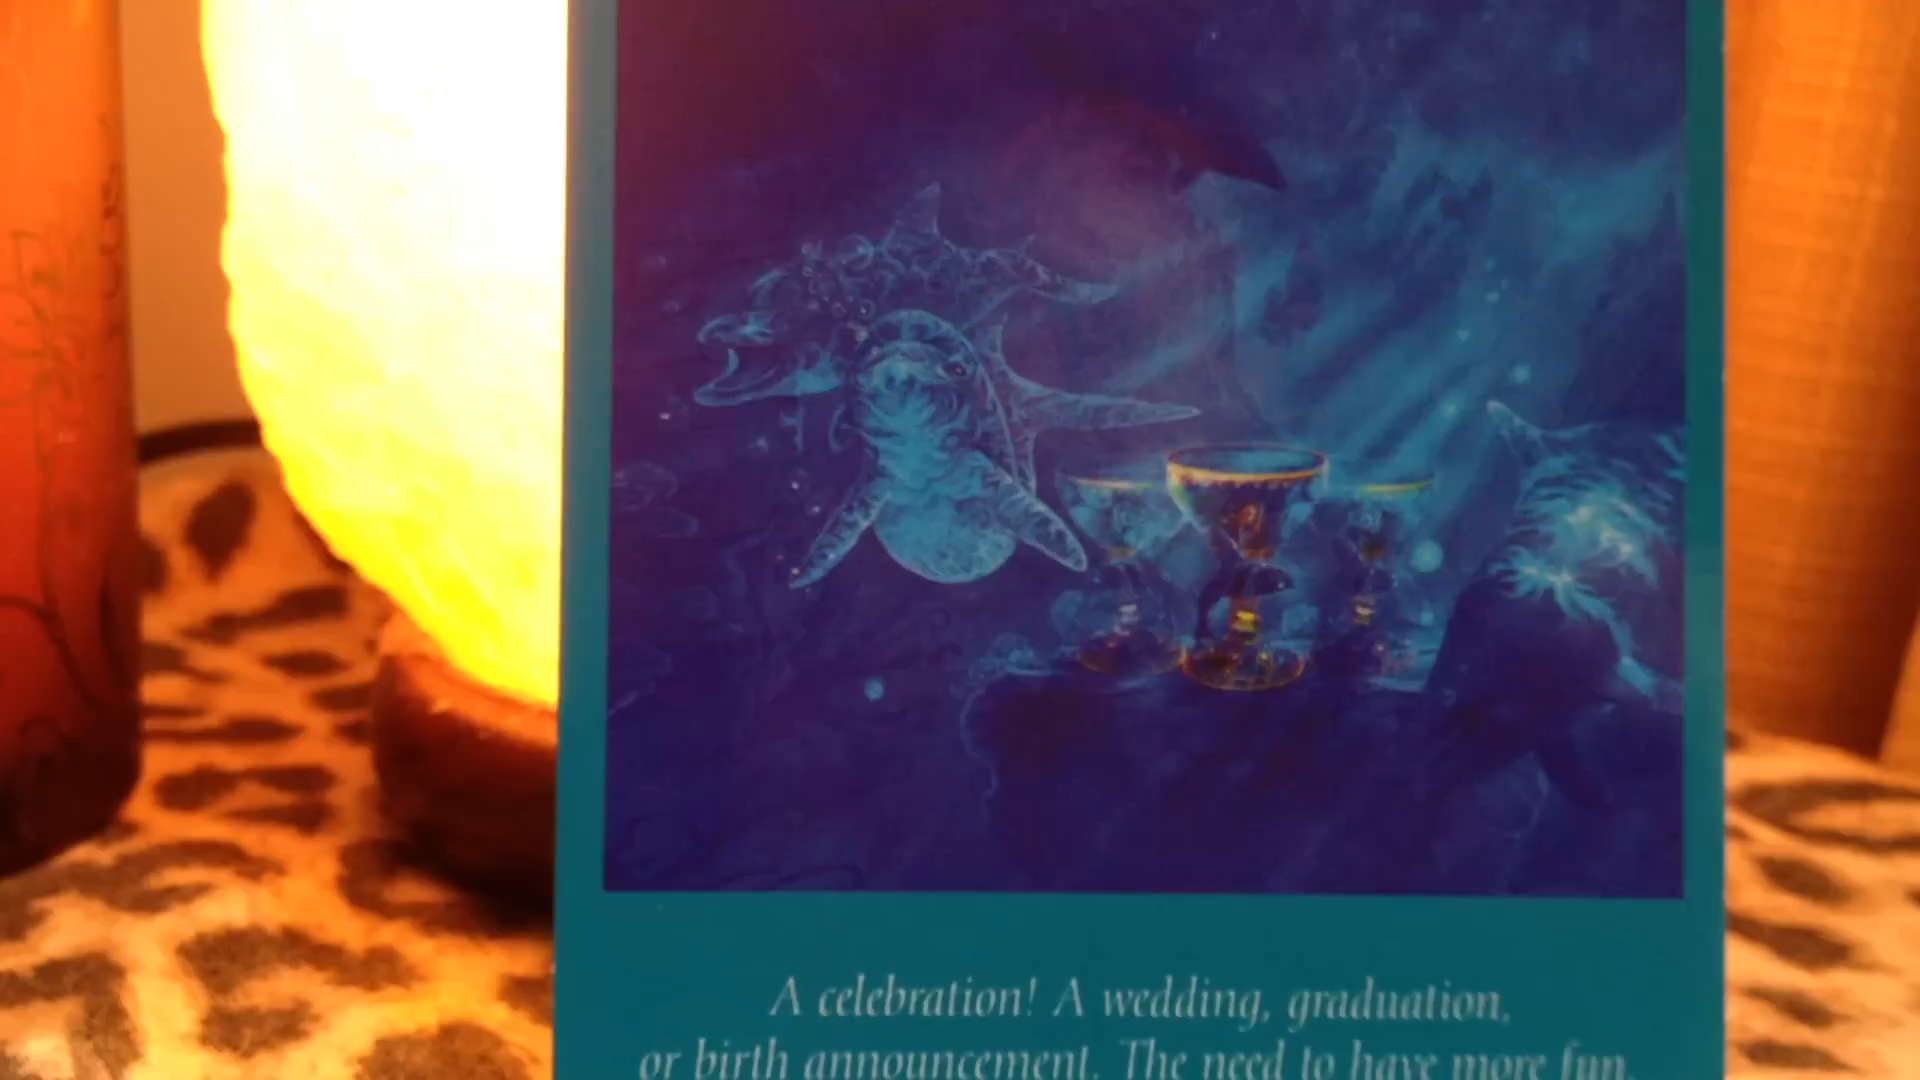 A celebration! A wedding, graduation,
or birth announcement. The need to have more fun.